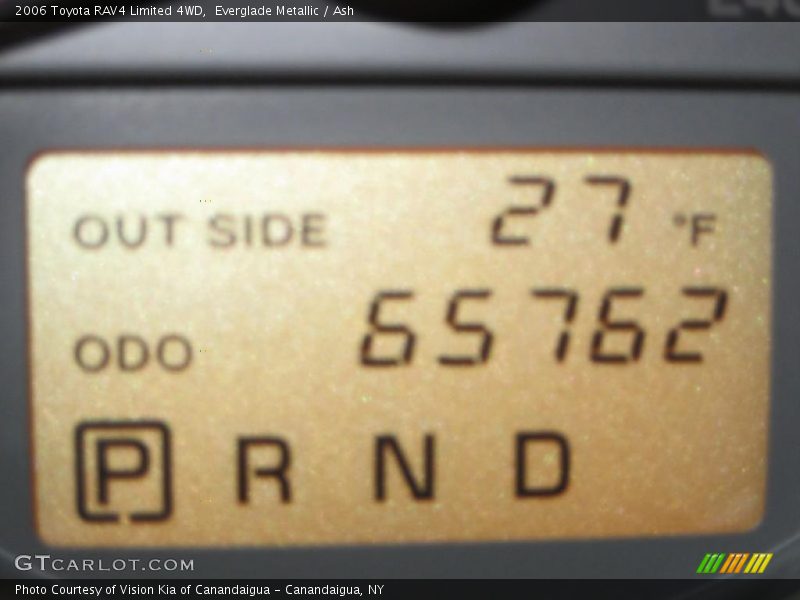 2006 Toyota RAV4 Limited 4WD, Everglade Metallic / Ash
OUT SIDE 27 °F
ODO 65762
P R N D
GTCARLOT.COM
Photo Courtesy of Vision Kia of Canandaigua – Canandaigua, NY